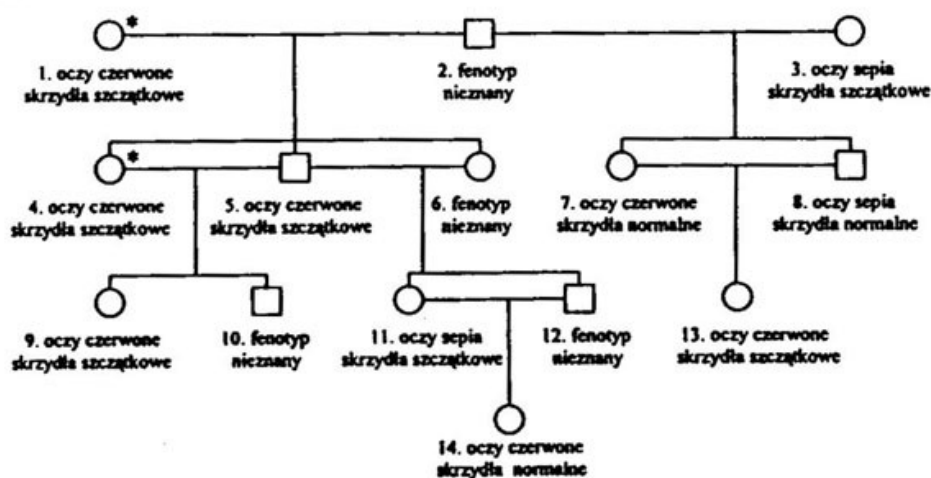 *
1. oczy czerwone
skrzydła szczątkowe
2. fenotyp
nieznany
3. oczy sepia
skrzydła szczątkowe
*
4. oczy czerwone
skrzydła szczątkowe
5. oczy czerwone
skrzydła szczątkowe
6. fenotyp
nieznany
7. oczy czerwone
skrzydła normalne
8. oczy sepia
skrzydła normalne
9. oczy czerwone
skrzydła szczątkowe
10. fenotyp
nieznany
11. oczy sepia
skrzydła szczątkowe
12. fenotyp
nieznany
13. oczy czerwone
skrzydła szczątkowe
14. oczy czerwone
skrzydła normalne